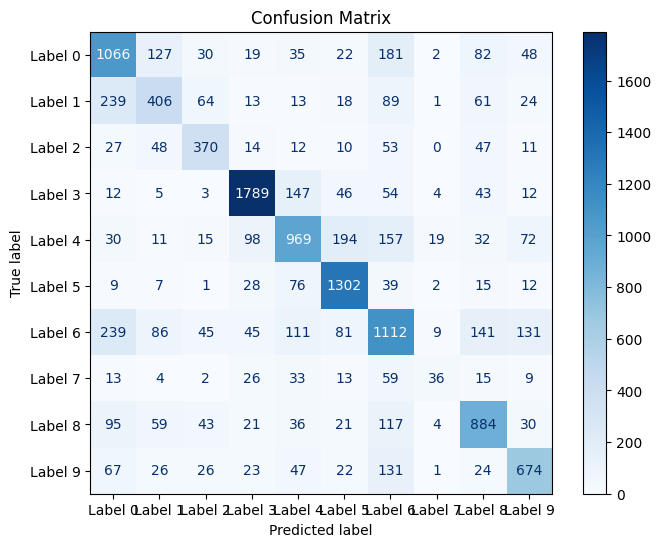 Confusion Matrix
Label 0 1066 127 30 19 35 22 181 2 82 48
Label 1 239 406 64 13 13 18 89 1 61 24
Label 2 27 48 370 14 12 10 53 0 47 11
Label 3 12 5 3 1789 147 46 54 4 43 12
Label 4 30 11 15 98 969 194 157 19 32 72
Label 5 9 7 1 28 76 1302 39 2 15 12
Label 6 239 86 45 45 111 81 1112 9 141 131
Label 7 13 4 2 26 33 13 59 36 15 9
Label 8 95 59 43 21 36 21 117 4 884 30
Label 9 67 26 26 23 47 22 131 1 24 674
Label 0 Label 1 Label 2 Label 3 Label 4 Label 5 Label 6 Label 7 Label 8 Label 9
Predicted label
True label
1600
1400
1200
1000
800
600
400
200
0